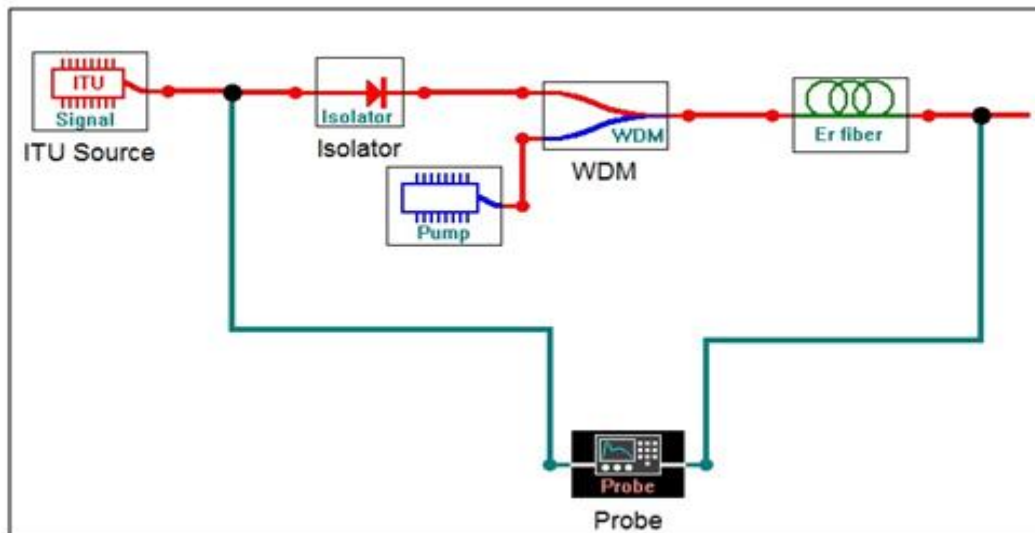 ITU
Signal
ITU Source
Isolator
Isolator
WDM
WDM
Er fiber
Pump
Probe
Probe